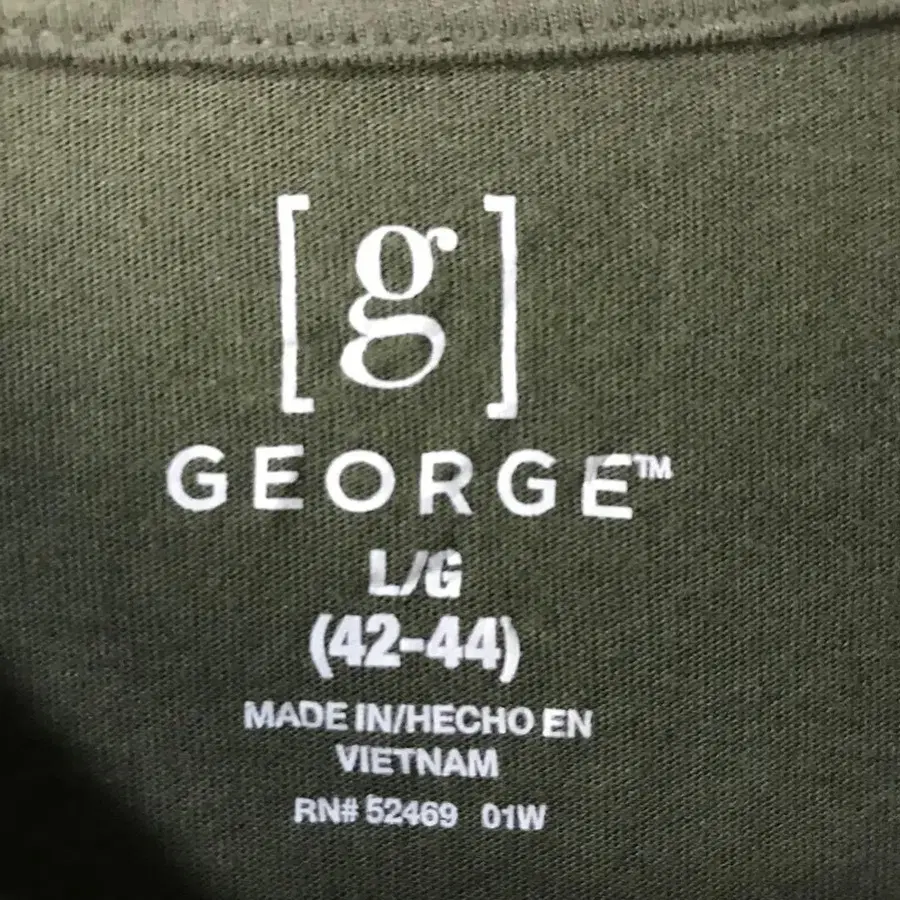 [g]
GEORGE™
L/G
(42-44)
MADE IN/HECHO EN
VIETNAM
RN# 52469 01W